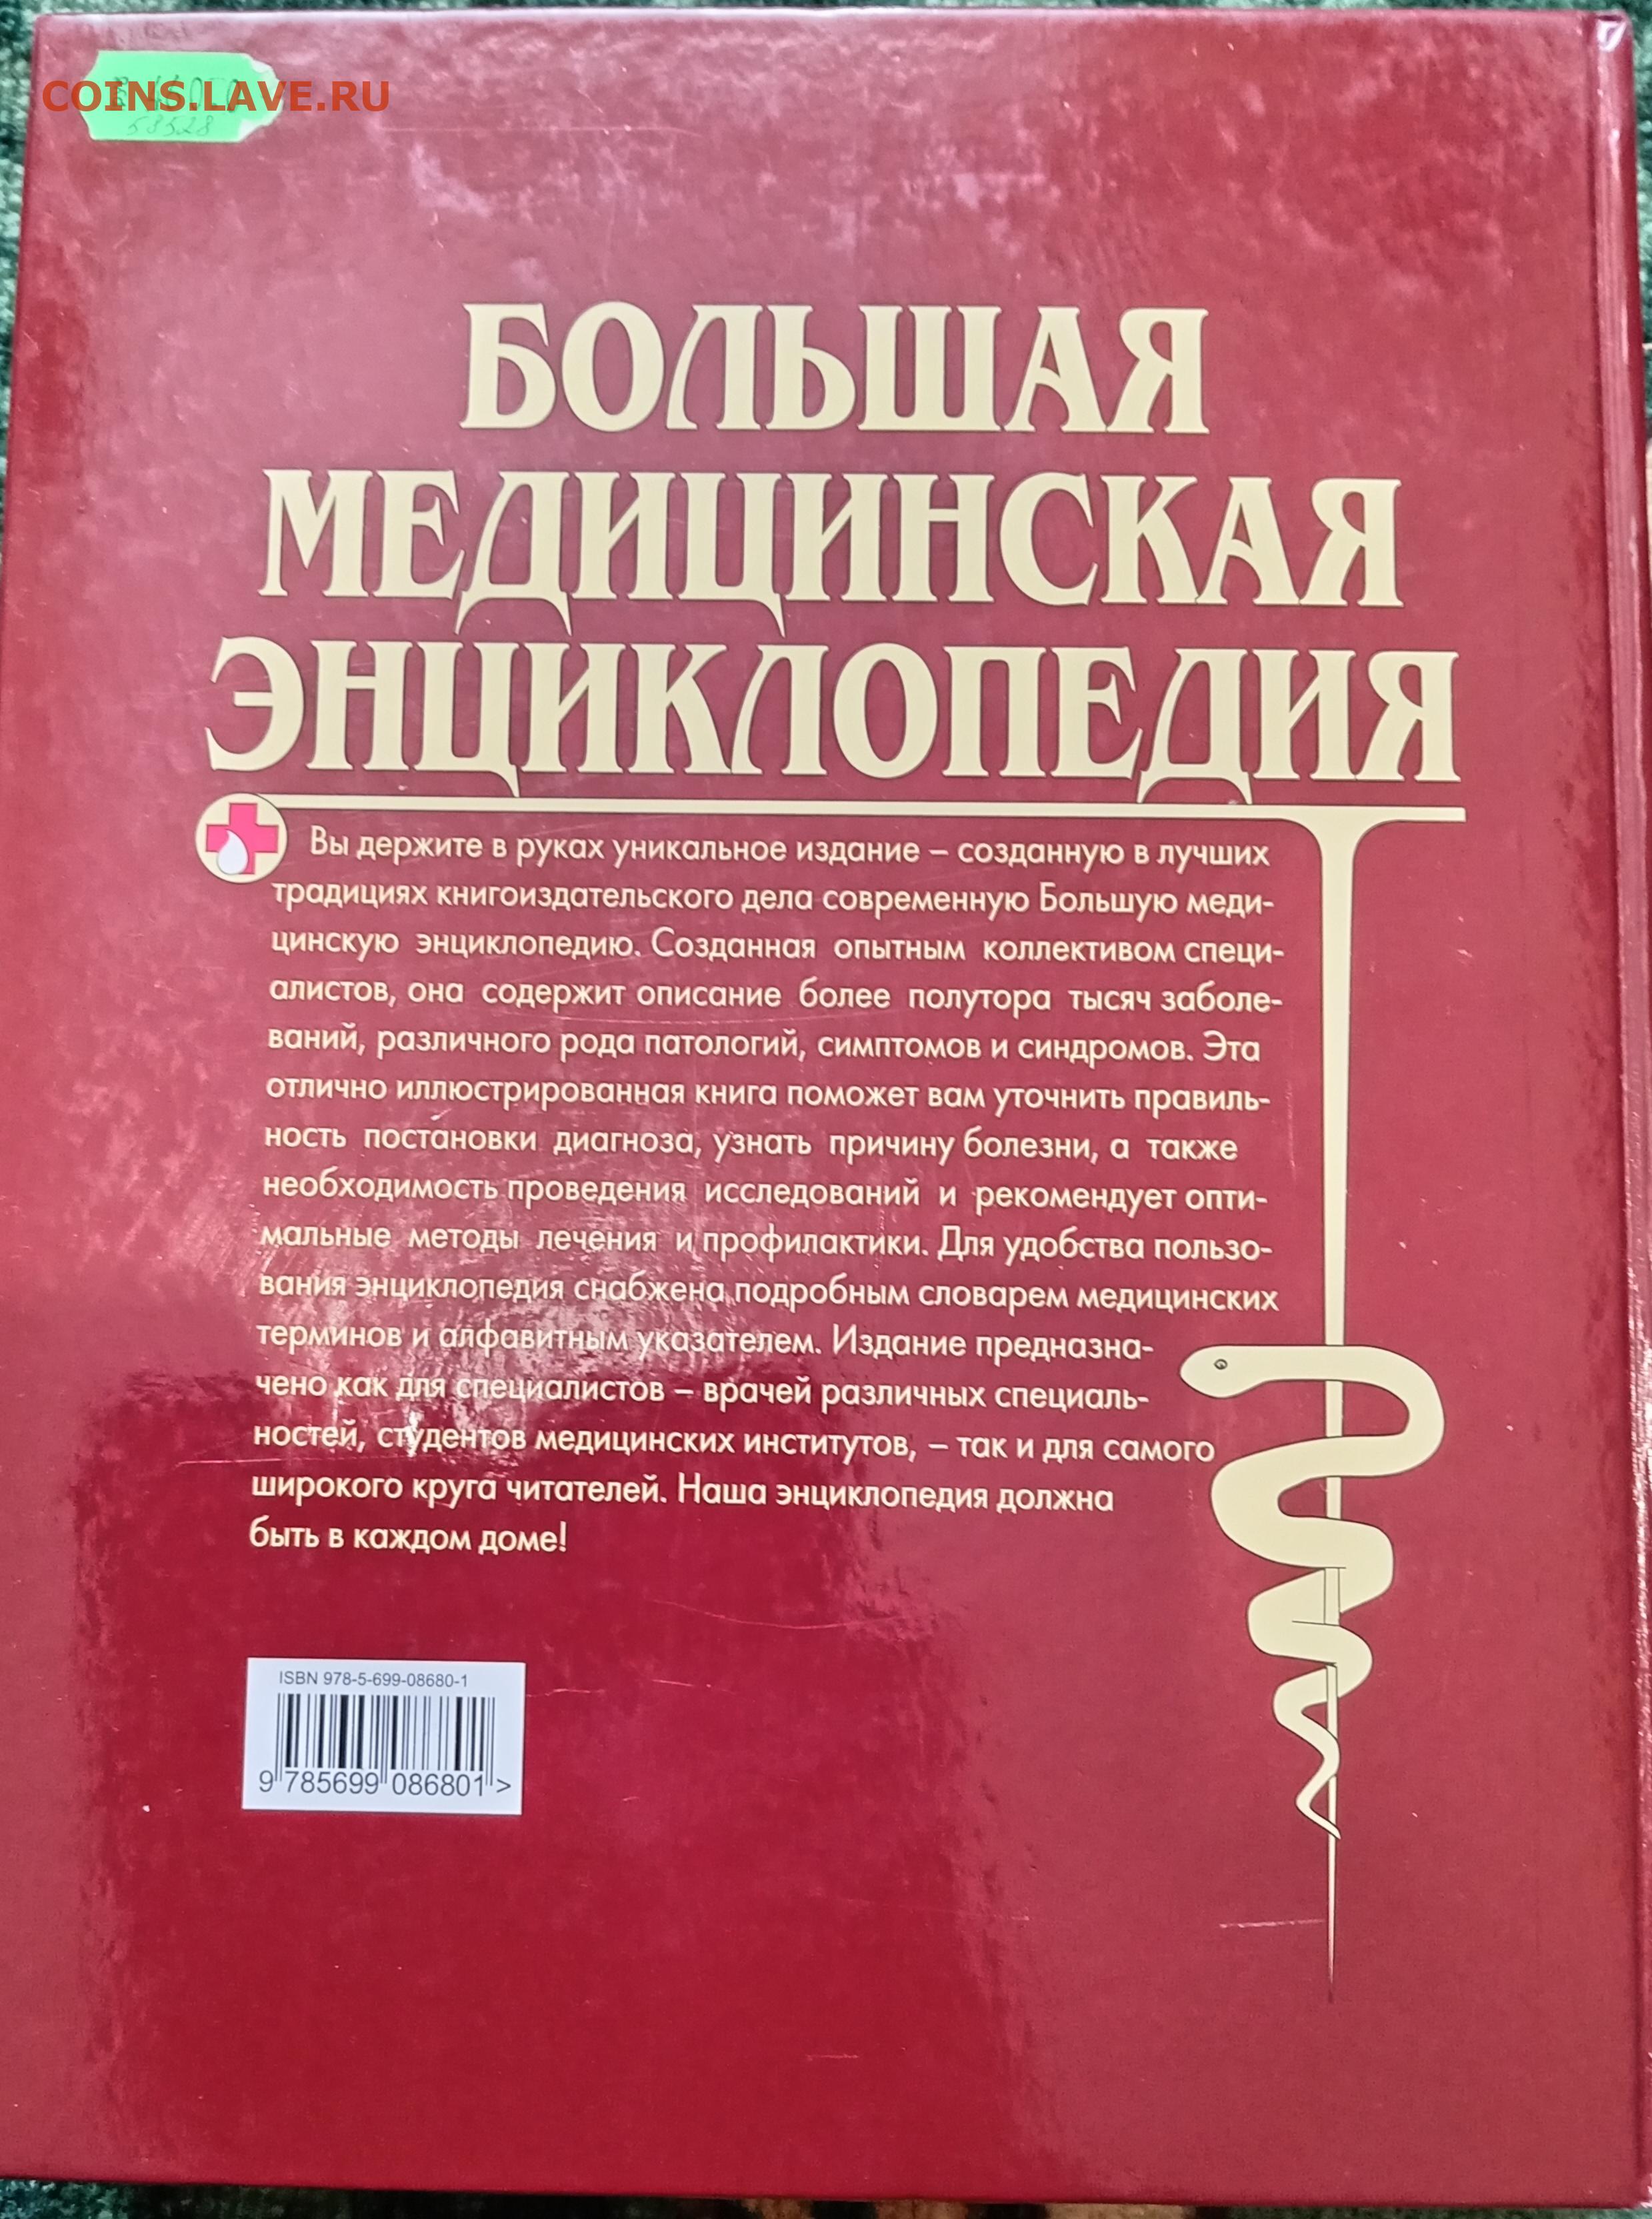 COINS.LAVE.RU
58528
БОЛЬШАЯ
МЕДИЦИНСКАЯ
ЭНЦИКЛОПЕДИЯ
Вы держите в руках уникальное издание – созданную в лучших
традициях книгоиздательского дела современную Большую меди-
цинскую энциклопедию. Созданная опытным коллективом специ-
алистов, она содержит описание более полутора тысяч заболе-
ваний, различного рода патологий, симптомов и синдромов. Эта
отлично иллюстрированная книга поможет вам уточнить правиль-
ность постановки диагноза, узнать причину болезни, а также
необходимость проведения исследований и рекомендует опти-
мальные методы лечения и профилактики. Для удобства пользо-
вания энциклопедия снабжена подробным словарем медицинских
терминов и алфавитным указателем. Издание предназна-
чено как для специалистов – врачей различных специаль-
ностей, студентов медицинских институтов, – так и для самого
широкого круга читателей. Наша энциклопедия должна
быть в каждом доме!
ISBN 978-5-699-08680-1
9 785699 086801 >